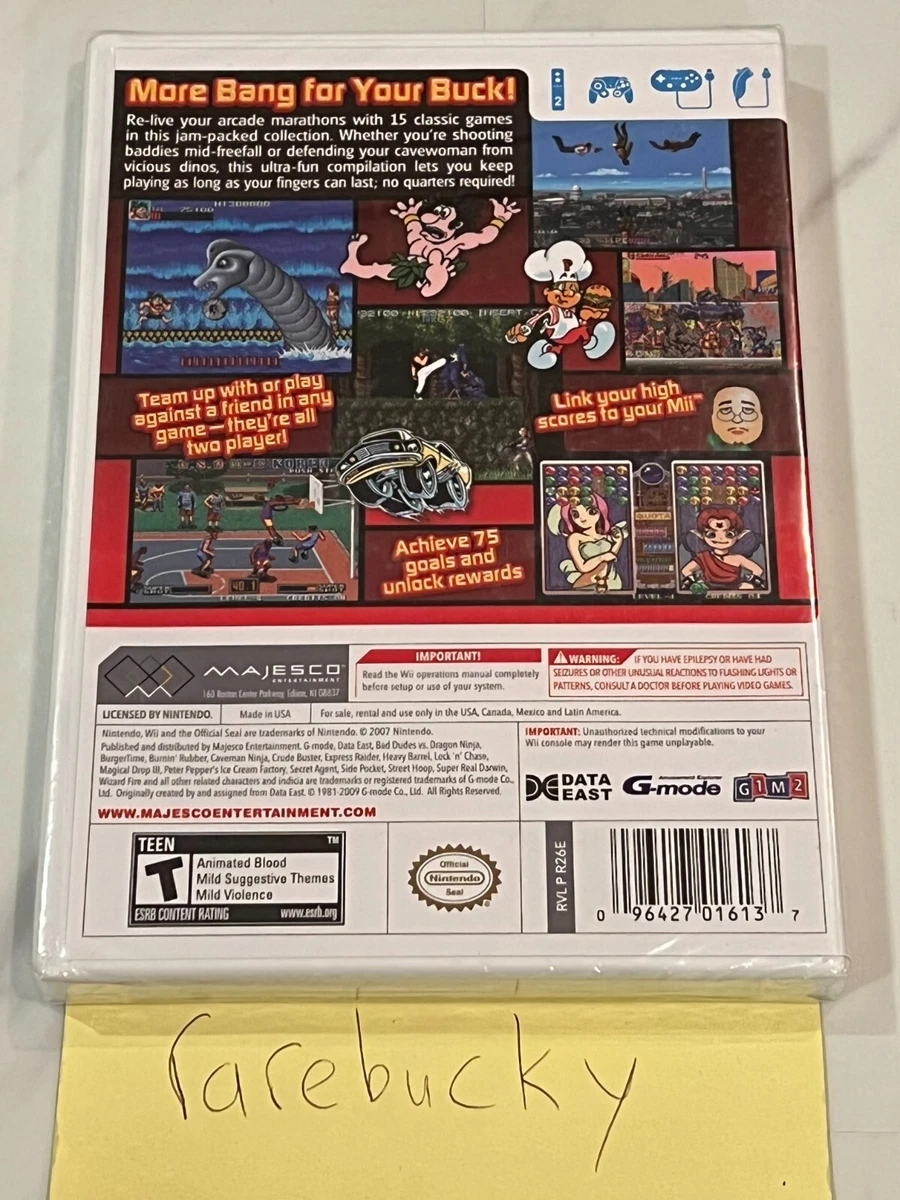 More Bang for Your Buck!
Re-live your arcade marathons with 15 classic games
in this jam-packed collection. Whether you're shooting
baddies mid-freefall or defending your cavewoman from
vicious dinos, this ultra-fun compilation lets you keep
playing as long as your fingers can last; no quarters required!
2
Team up with or play
against a friend in any
game—they're all
two player!
Link your high
scores to your Mii™
Achieve 75
goals and
unlock rewards
MAJESCO™
ENTERTAINMENT
160 Raritan Center Parkway, Edison, NJ 08837
IMPORTANT!
Read the Wii operations manual completely
before setup or use of your system.
WARNING: IF YOU HAVE EPILEPSY OR HAVE HAD
SEIZURES OR OTHER UNUSUAL REACTIONS TO FLASHING LIGHTS OR
PATTERNS, CONSULT A DOCTOR BEFORE PLAYING VIDEO GAMES.
LICENSED BY NINTENDO.
Made in USA
For sale, rental and use only in the USA, Canada, Mexico and Latin America.
Nintendo, Wii and the Official Seal are trademarks of Nintendo. © 2007 Nintendo.
Published and distributed by Majesco Entertainment. G-mode, Data East, Bad Dudes vs. Dragon Ninja,
BurgerTime, Burnin' Rubber, Caveman Ninja, Crude Buster, Express Raider, Heavy Barrel, Lock 'n' Chase,
Magical Drop III, Peter Pepper's Ice Cream Factory, Secret Agent, Side Pocket, Street Hoop, Super Real Darwin,
Wizard Fire and all other related characters and indicia are trademarks or registered trademarks of G-mode Co.,
Ltd. Originally created by and assigned from Data East. © 1981-2009 G-mode Co., Ltd. All Rights Reserved.
WWW.MAJESCOENTERTAINMENT.COM
IMPORTANT: Unauthorized technical modifications to your
Wii console may render this game unplayable.
DATA
EAST
G-mode
G1M2
TEEN
TM
T
Animated Blood
Mild Suggestive Themes
Mild Violence
ESRB CONTENT RATING www.esrb.org
Official
Nintendo
Seal
RVL P R26E
0 96427 01613 7
rarebucky